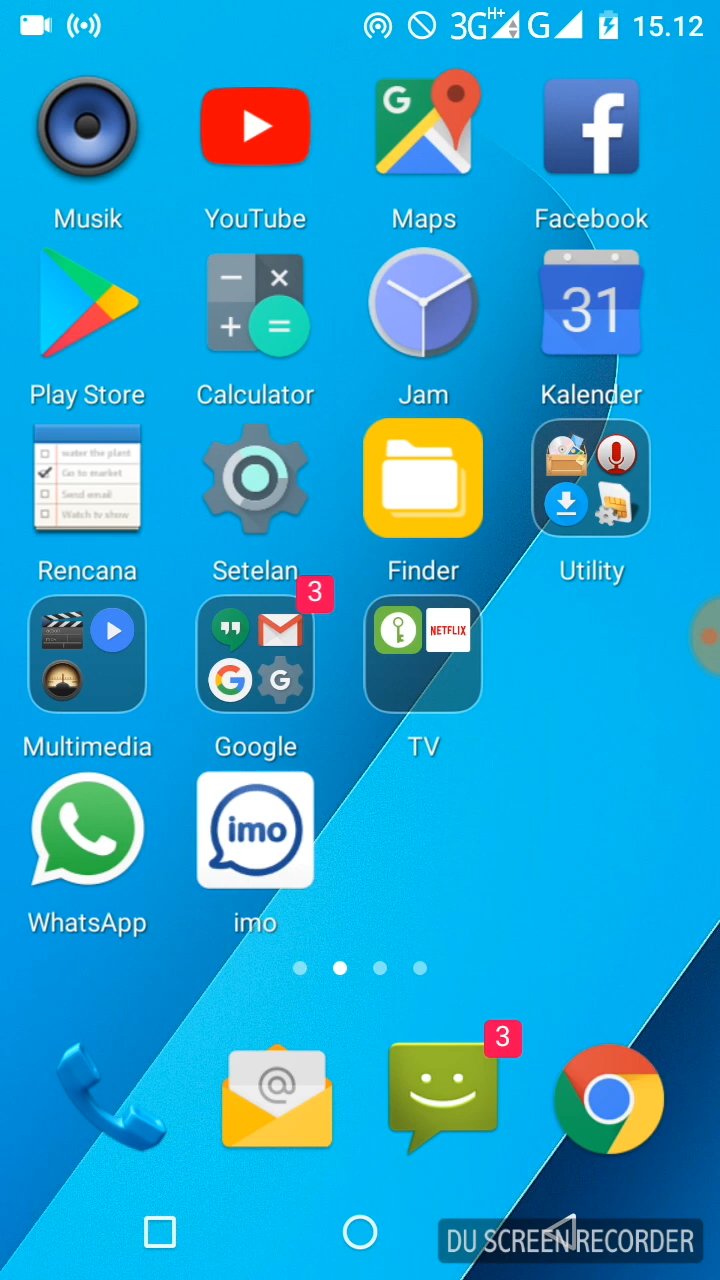 3G H+ G 15.12
Musik YouTube Maps Facebook
31
Play Store Calculator Jam Kalender
water the plant
Go to market
Send email
Watch tv show
Rencana Setelan Finder Utility
3
NETFLIX
Multimedia Google TV
imo
WhatsApp imo
3
@
DU SCREEN RECORDER